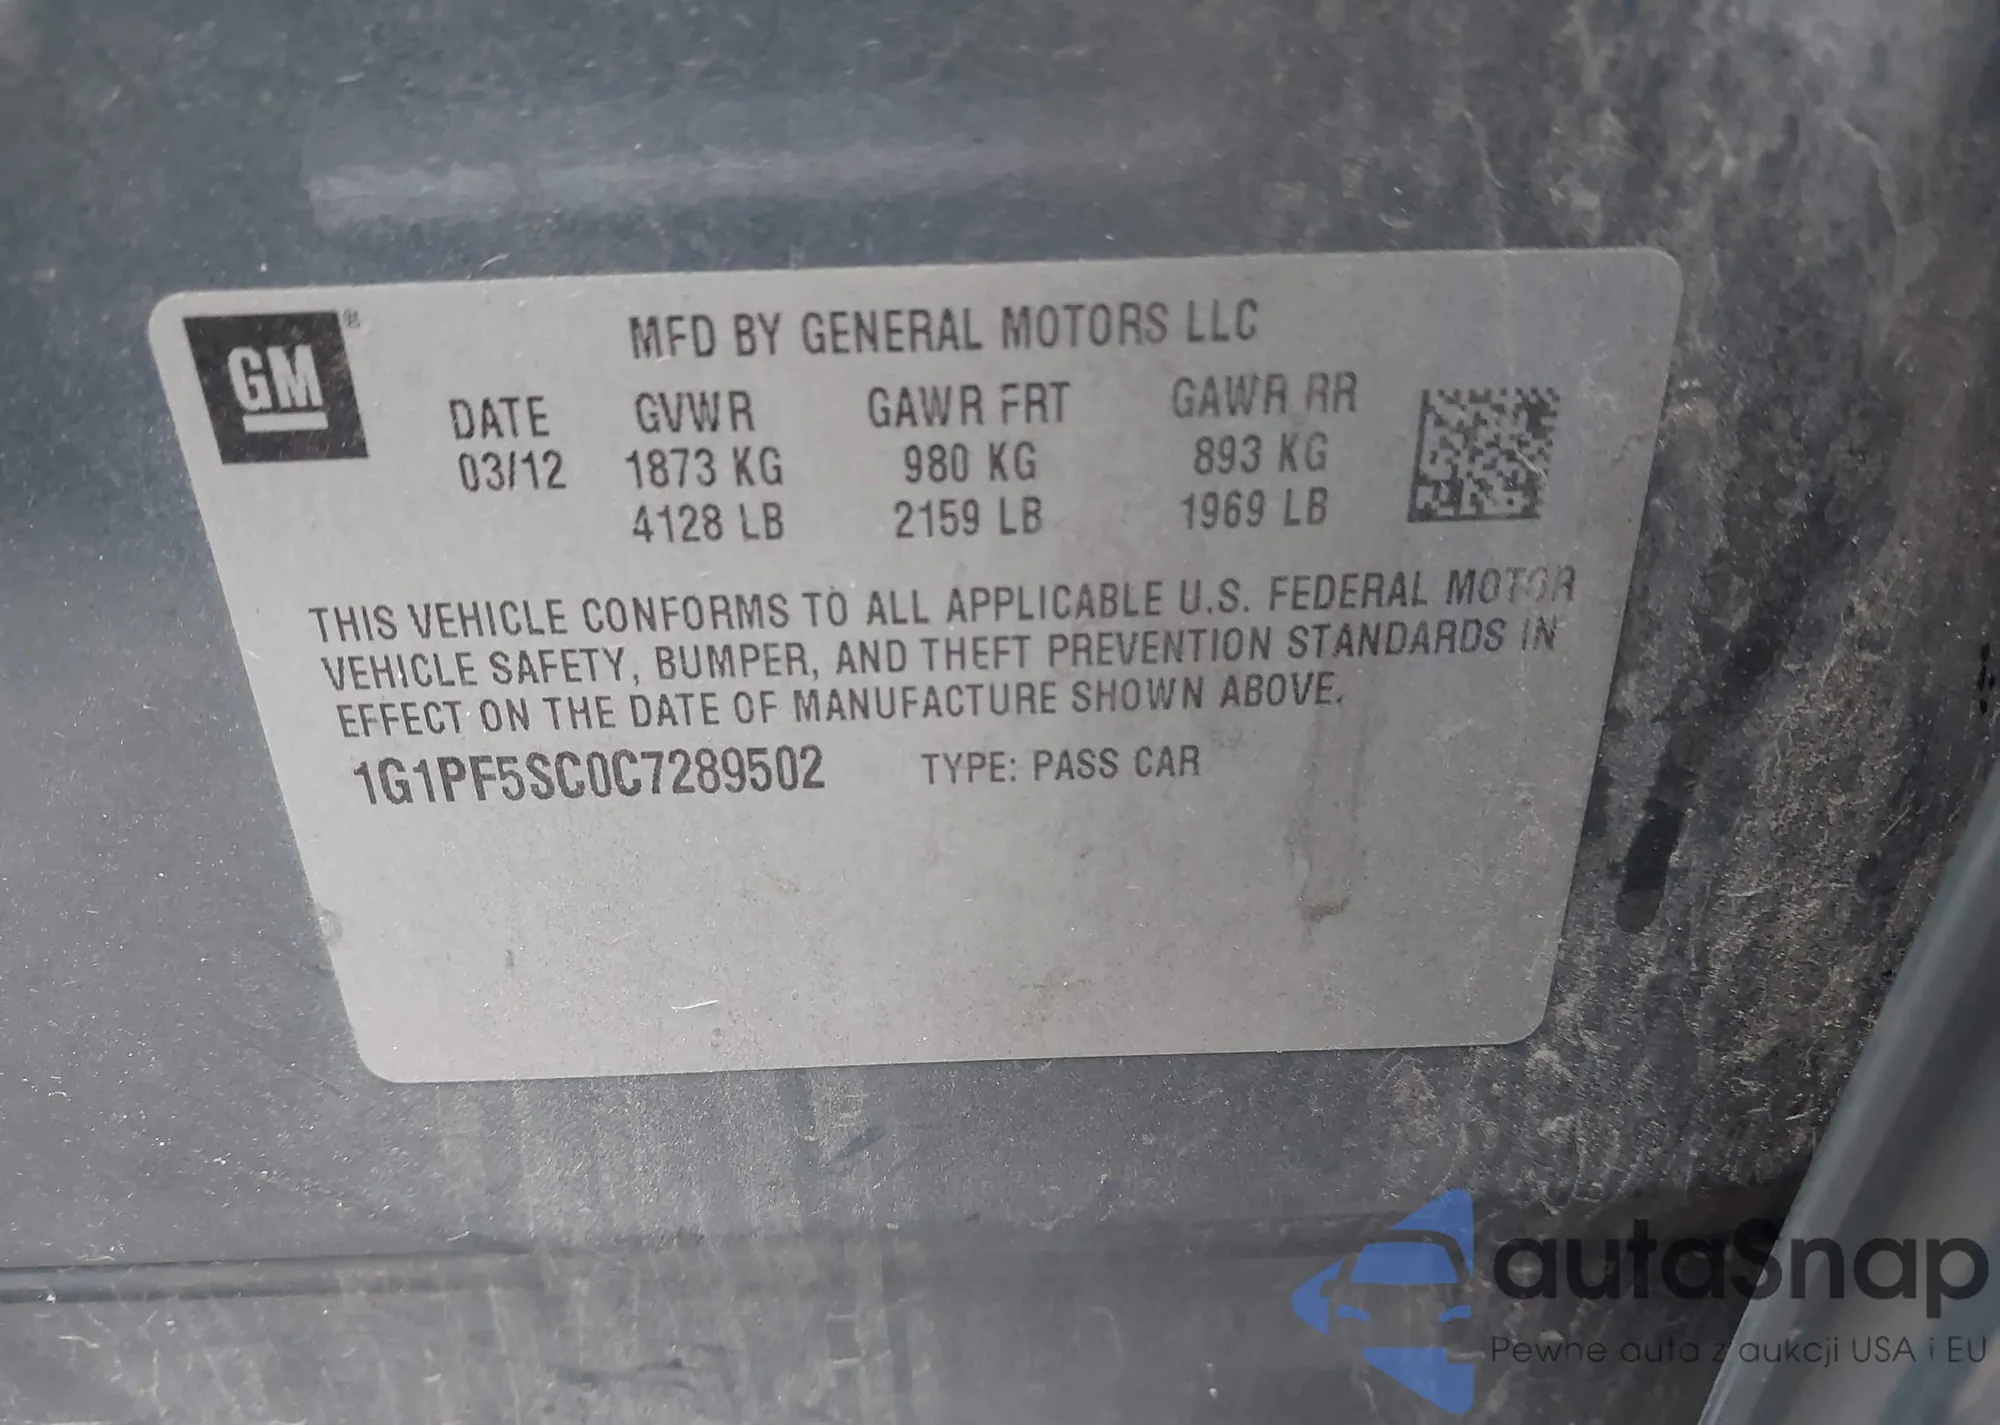 GM®
MFD BY GENERAL MOTORS LLC
DATE GVWR GAWR FRT GAWR RR
03/12 1873 KG 980 KG 893 KG
4128 LB 2159 LB 1969 LB
THIS VEHICLE CONFORMS TO ALL APPLICABLE U.S. FEDERAL MOTOR
VEHICLE SAFETY, BUMPER, AND THEFT PREVENTION STANDARDS IN
EFFECT ON THE DATE OF MANUFACTURE SHOWN ABOVE.
1G1PF5SC0C7289502 TYPE: PASS CAR
autaSnap
Pewne auta z aukcji USA i EU